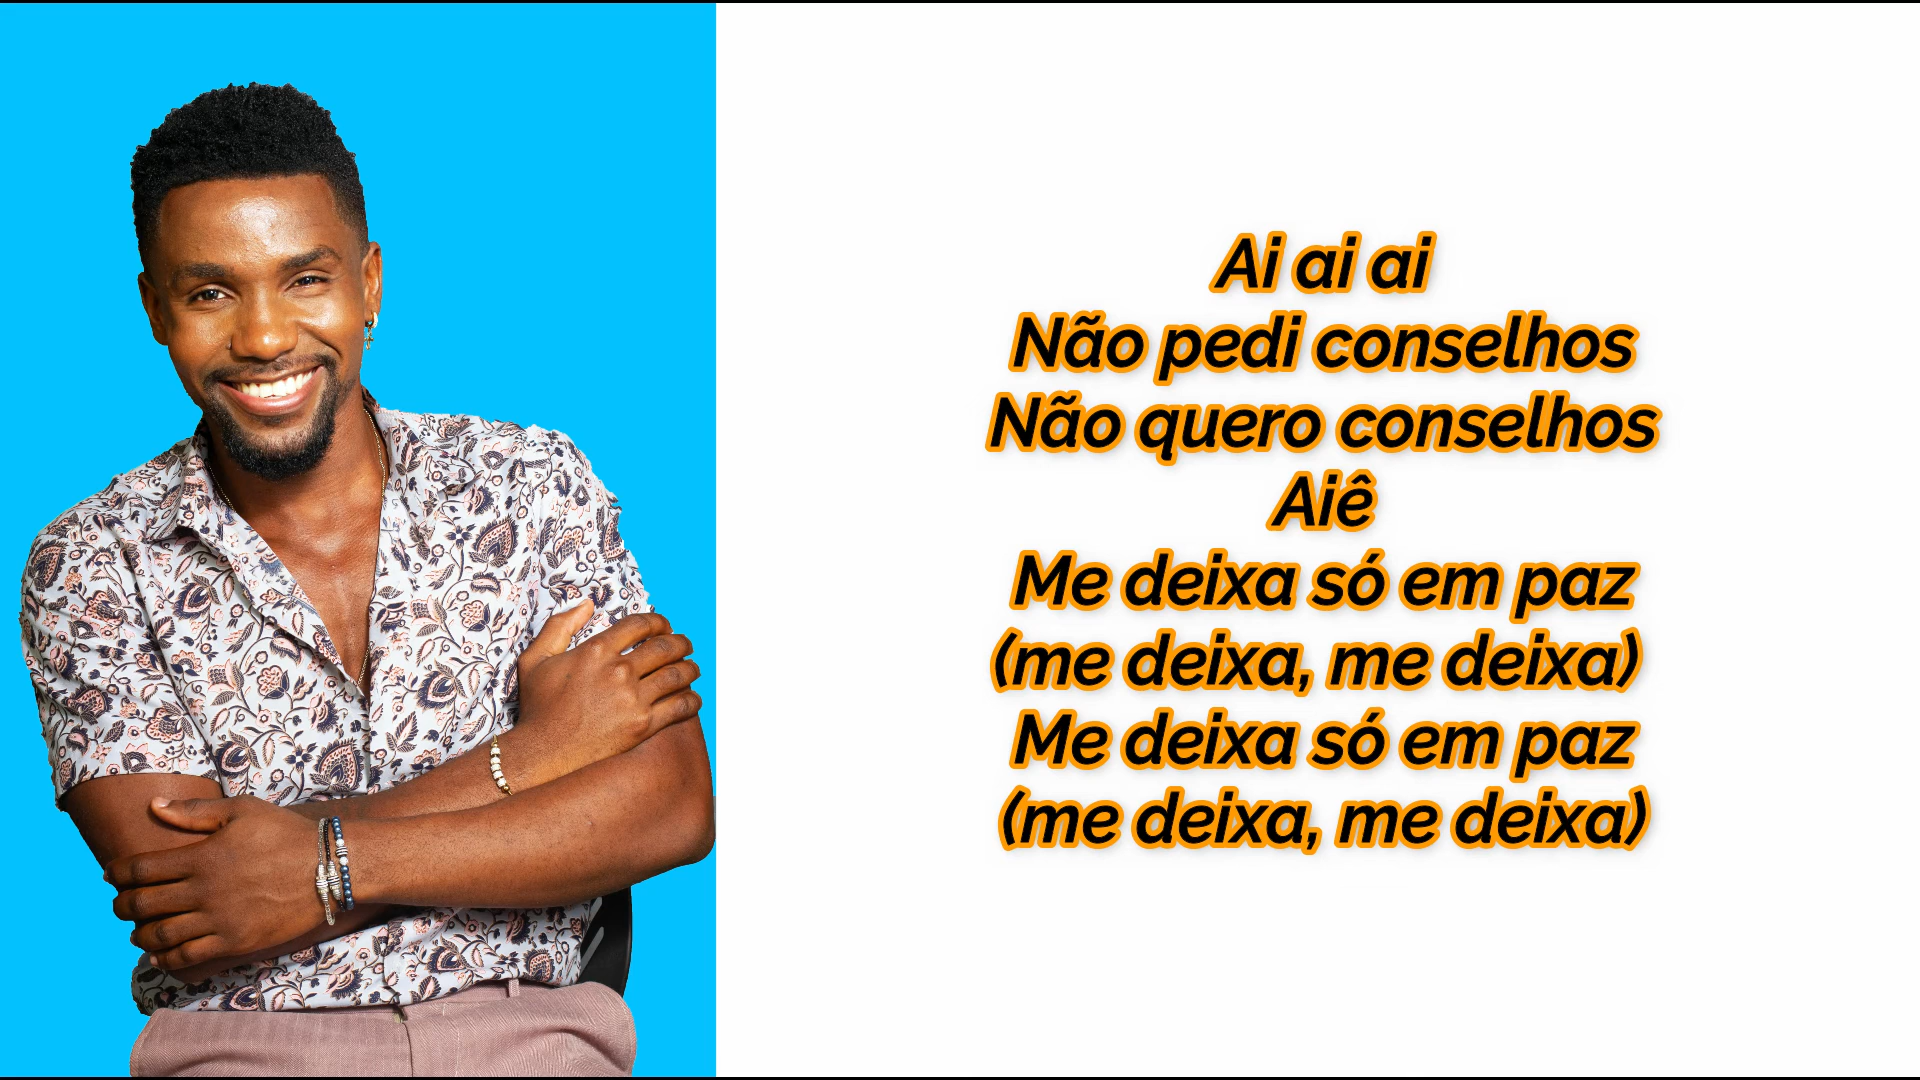 Ai ai ai
Não pedi conselhos
Não quero conselhos
Aiê
Me deixa só em paz
(me deixa, me deixa)
Me deixa só em paz
(me deixa, me deixa)